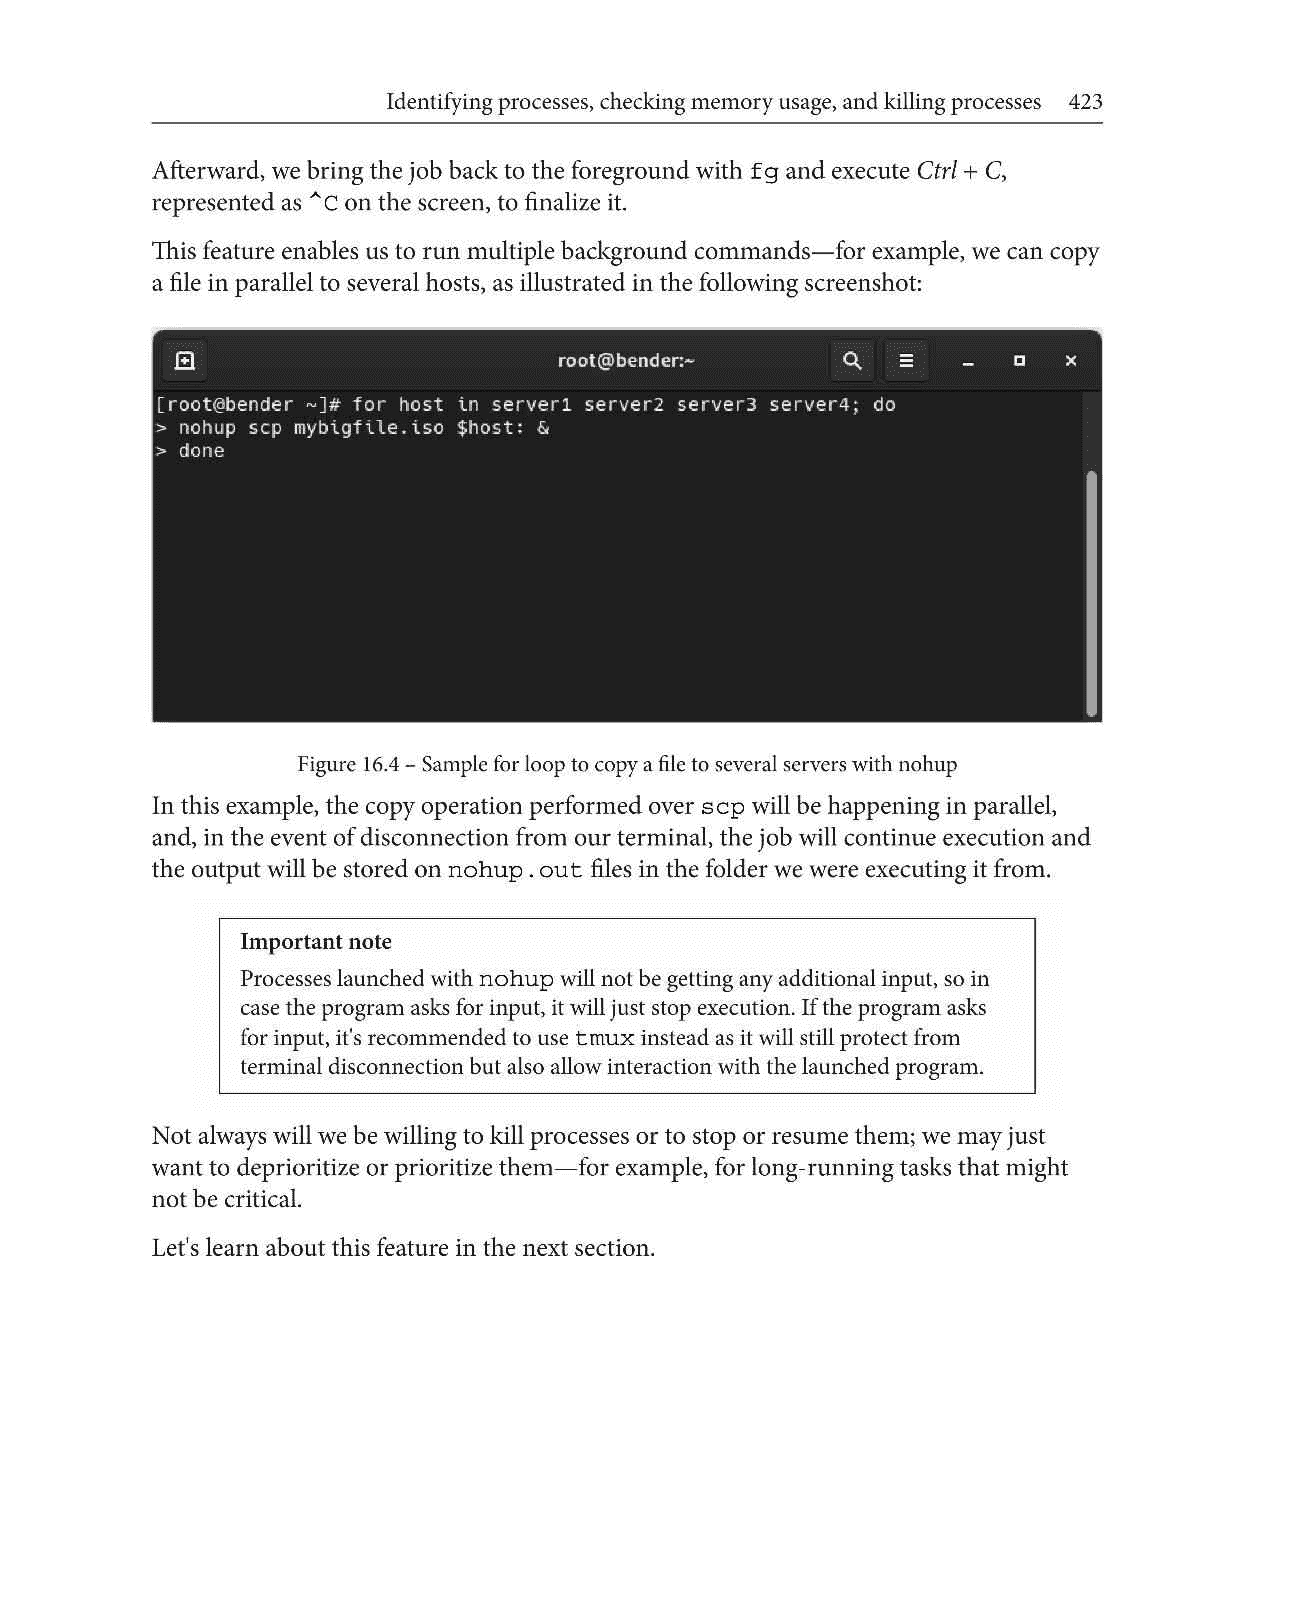 Identifying processes, checking memory usage, and killing processes 423
Afterward, we bring the job back to the foreground with fg and execute Ctrl + C,
represented as ^C on the screen, to finalize it.
This feature enables us to run multiple background commands—for example, we can copy
a file in parallel to several hosts, as illustrated in the following screenshot:
root@bender:~
[root@bender ~]# for host in server1 server2 server3 server4; do
> nohup scp mybigfile.iso $host: &
> done
Figure 16.4 – Sample for loop to copy a file to several servers with nohup
In this example, the copy operation performed over scp will be happening in parallel,
and, in the event of disconnection from our terminal, the job will continue execution and
the output will be stored on nohup.out files in the folder we were executing it from.
Important note
Processes launched with nohup will not be getting any additional input, so in
case the program asks for input, it will just stop execution. If the program asks
for input, it's recommended to use tmux instead as it will still protect from
terminal disconnection but also allow interaction with the launched program.
Not always will we be willing to kill processes or to stop or resume them; we may just
want to deprioritize or prioritize them—for example, for long-running tasks that might
not be critical.
Let's learn about this feature in the next section.